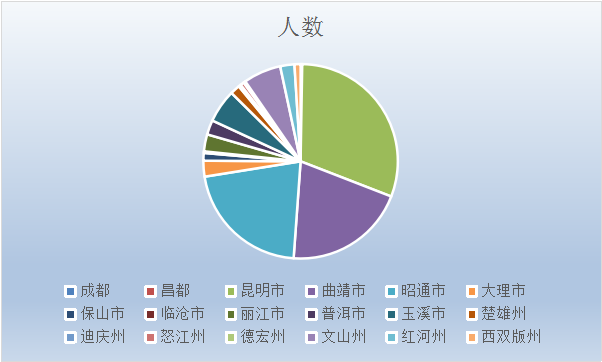 人数
成都 昌都 昆明市 曲靖市 昭通市 大理市
保山市 临沧市 丽江市 普洱市 玉溪市 楚雄州
迪庆州 怒江州 德宏州 文山州 红河州 西双版州